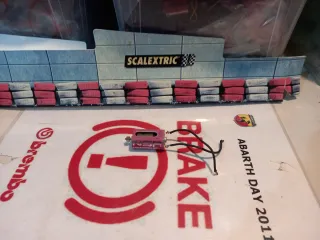 SCALEXTRIC
brembo
!
BRAKE
ABARTH DAY 2011